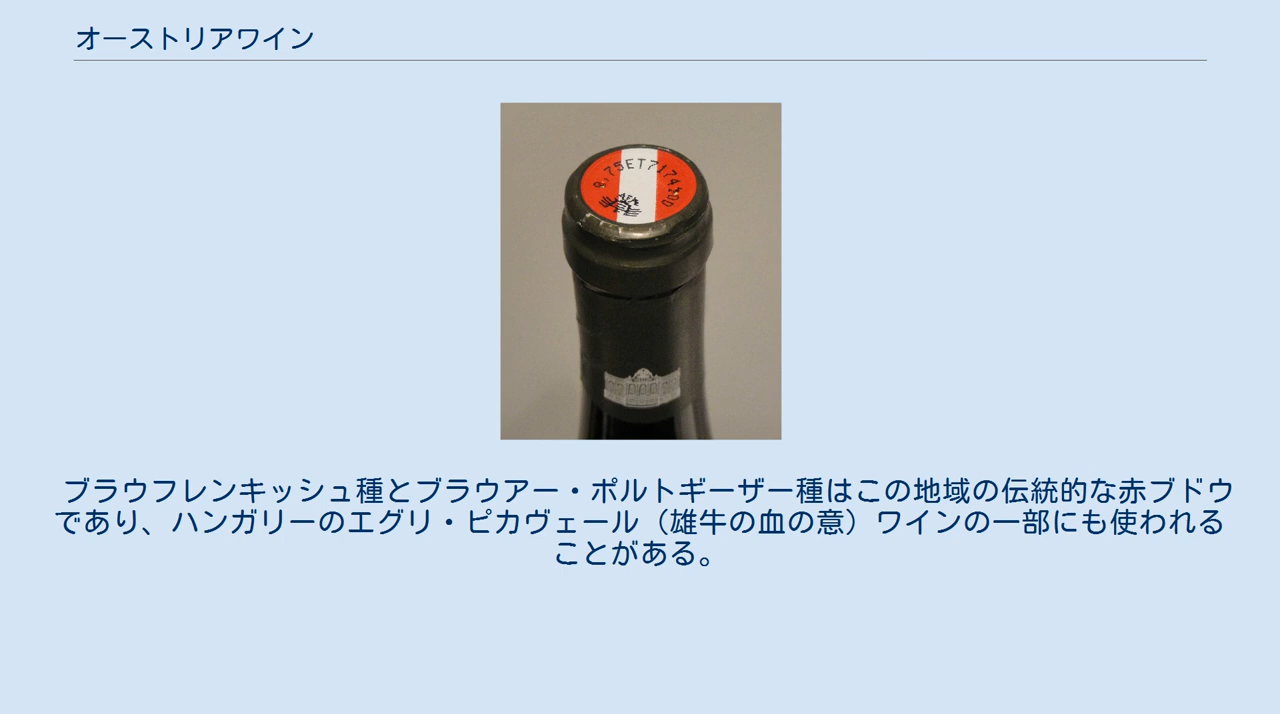 オーストリアワイン
ブラウフレンキッシュ種とブラウアー・ポルトギーザー種はこの地域の伝統的な赤ブドウ
であり、ハンガリーのエグリ・ピカヴェール（雄牛の血の意）ワインの一部にも使われる
ことがある。